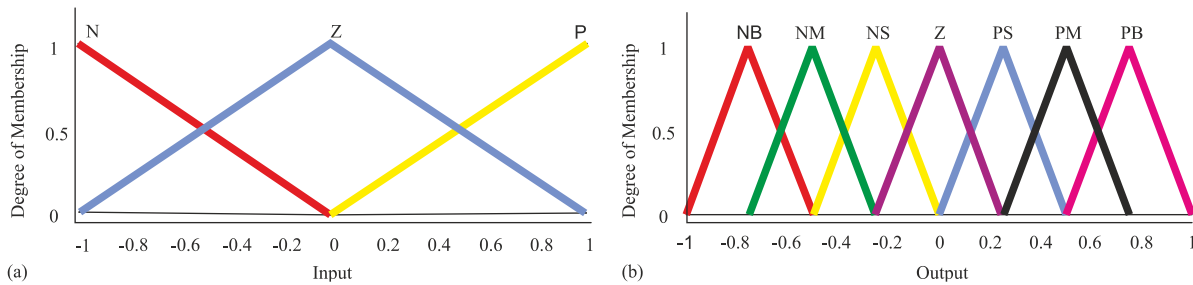 N Z P
1
0.5
0
Degree of Membership
-1 -0.8 -0.6 -0.4 -0.2 0 0.2 0.4 0.6 0.8 1
Input
(a)
NB NM NS Z PS PM PB
1
0.5
0
Degree of Membership
-1 -0.8 -0.6 -0.4 -0.2 0 0.2 0.4 0.6 0.8 1
Output
(b)